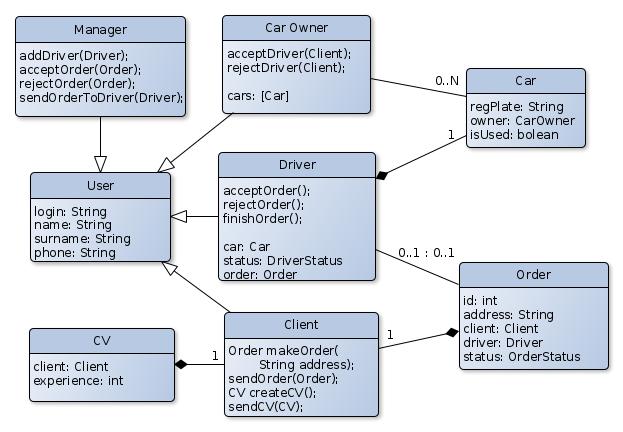 Manager
addDriver(Driver);
acceptOrder(Order);
rejectOrder(Order);
sendOrderToDriver(Driver);
Car Owner
acceptDriver(Client);
rejectDriver(Client);
cars: [Car]
0..N
Car
regPlate: String
owner: CarOwner
isUsed: bolean
1
User
login: String
name: String
surname: String
phone: String
Driver
acceptOrder();
rejectOrder();
finishOrder();
car: Car
status: DriverStatus
order: Order
0..1 : 0..1
Order
id: int
address: String
client: Client
driver: Driver
status: OrderStatus
CV
client: Client
experience: int
1
Client
Order makeOrder(
String address);
sendOrder(Order);
CV createCV();
sendCV(CV);
1